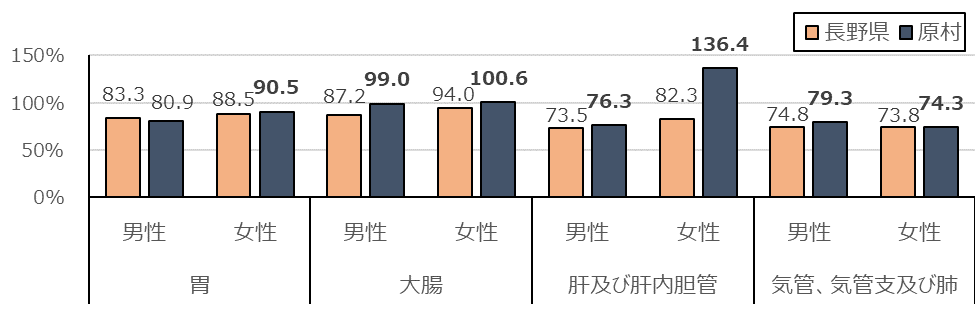 長野県 原村
150%
100%
50%
0%
83.3 80.9 88.5 90.5 87.2 99.0 94.0 100.6 73.5 76.3 82.3 136.4 74.8 79.3 73.8 74.3
男性 女性 男性 女性 男性 女性 男性 女性
胃 大腸 肝及び肝内胆管 気管、気管支及び肺